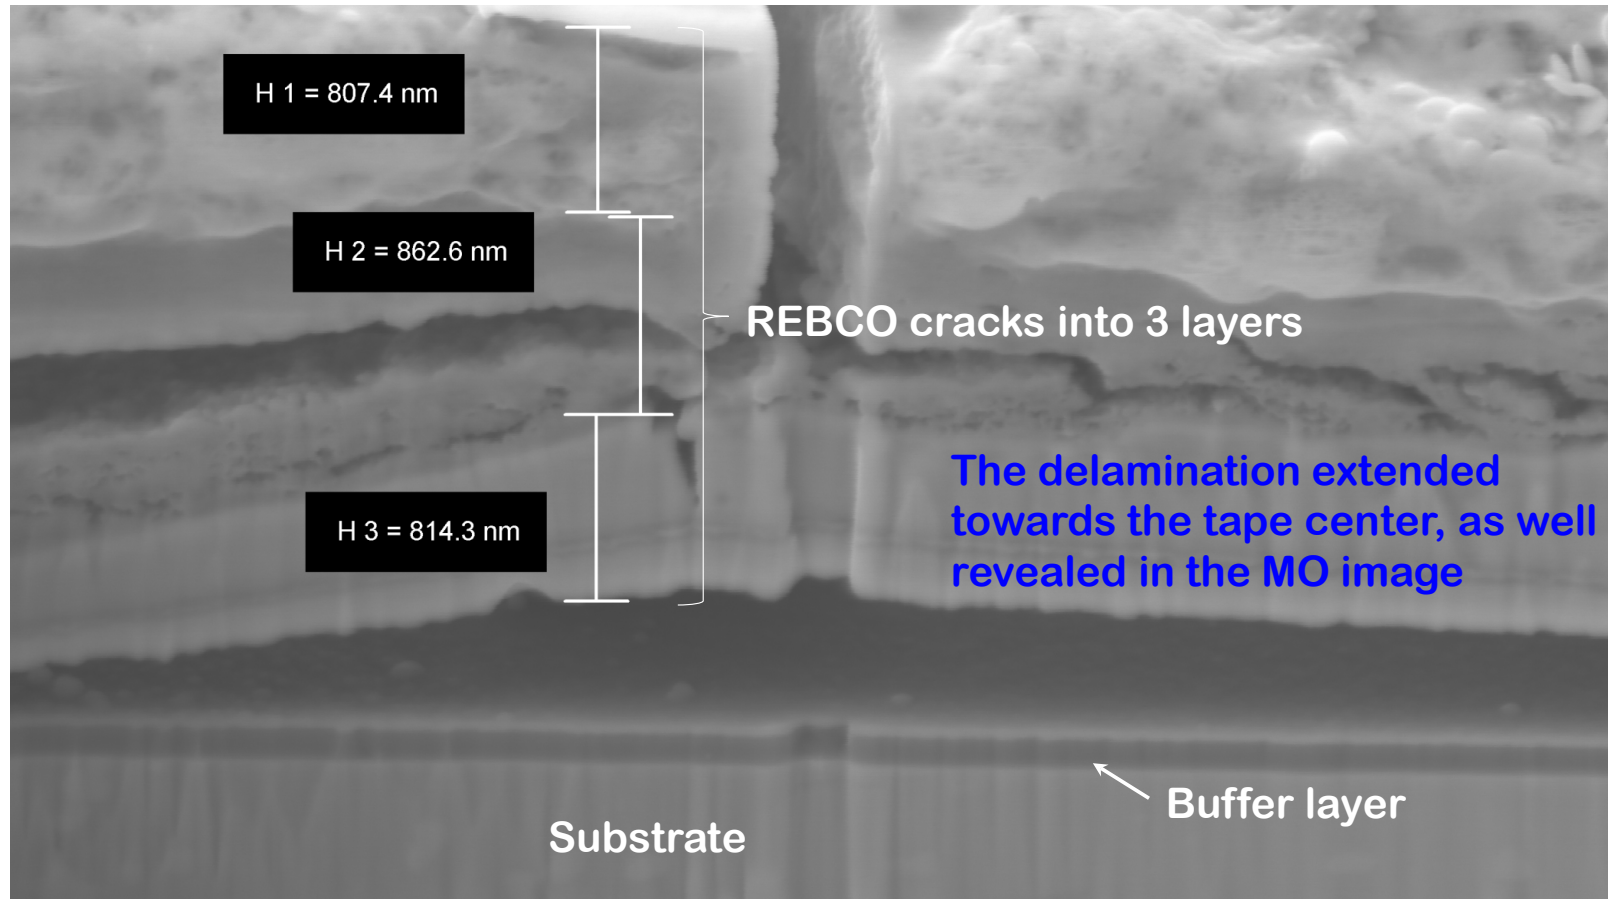 H 1 = 807.4 nm
H 2 = 862.6 nm
REBCO cracks into 3 layers
The delamination extended
towards the tape center, as well
revealed in the MO image
H 3 = 814.3 nm
Buffer layer
Substrate